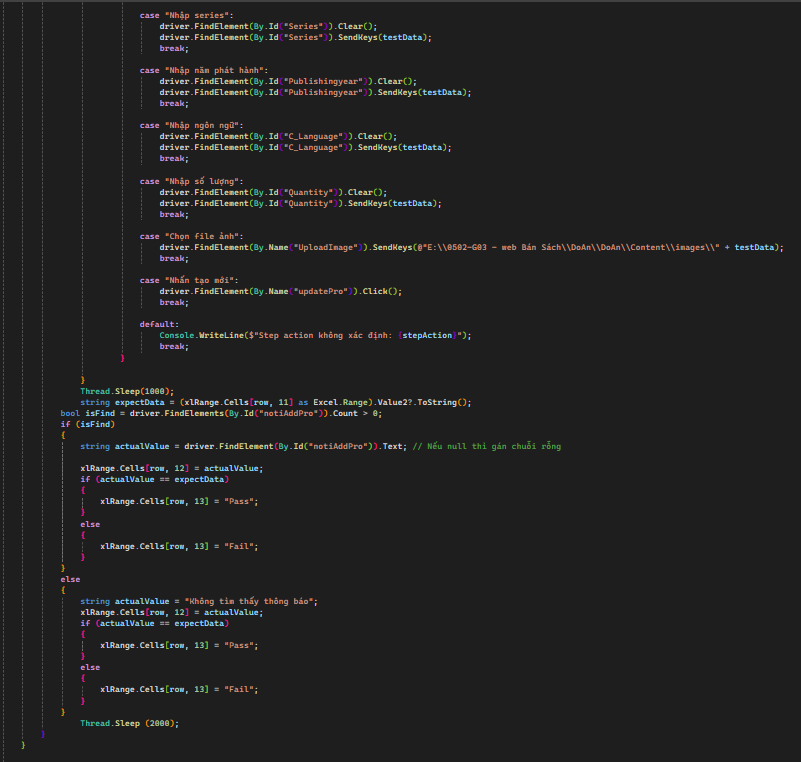 case "Nhập series":
driver.FindElement(By.Id("Series")).Clear();
driver.FindElement(By.Id("Series")).SendKeys(testData);
break;
case "Nhập năm phát hành":
driver.FindElement(By.Id("Publishingyear")).Clear();
driver.FindElement(By.Id("Publishingyear")).SendKeys(testData);
break;
case "Nhập ngôn ngữ":
driver.FindElement(By.Id("C_Language")).Clear();
driver.FindElement(By.Id("C_Language")).SendKeys(testData);
break;
case "Nhập số lượng":
driver.FindElement(By.Id("Quantity")).Clear();
driver.FindElement(By.Id("Quantity")).SendKeys(testData);
break;
case "Chọn file ảnh":
driver.FindElement(By.Name("UploadImage")).SendKeys(@"E:\\0502-G03 - web Bán Sách\\DoAn\\DoAn\\Content\\images\\" + testData);
break;
case "Nhấn tạo mới":
driver.FindElement(By.Name("updatePro")).Click();
break;
default:
Console.WriteLine($"Step action không xác định: {stepAction}");
break;
}
}
Thread.Sleep(1000);
string expectData = (xlRange.Cells[row, 11] as Excel.Range).Value2?.ToString();
bool isFind = driver.FindElements(By.Id("notiAddPro")).Count > 0;
if (isFind)
{
string actualValue = driver.FindElement(By.Id("notiAddPro")).Text; // Nếu null thì gán chuỗi rỗng
xlRange.Cells[row, 12] = actualValue;
if (actualValue == expectData)
{
xlRange.Cells[row, 13] = "Pass";
}
else
{
xlRange.Cells[row, 13] = "Fail";
}
}
else
{
string actualValue = "Không tìm thấy thông báo";
xlRange.Cells[row, 12] = actualValue;
if (actualValue == expectData)
{
xlRange.Cells[row, 13] = "Pass";
}
else
{
xlRange.Cells[row, 13] = "Fail";
}
}
Thread.Sleep (2000);
}
}